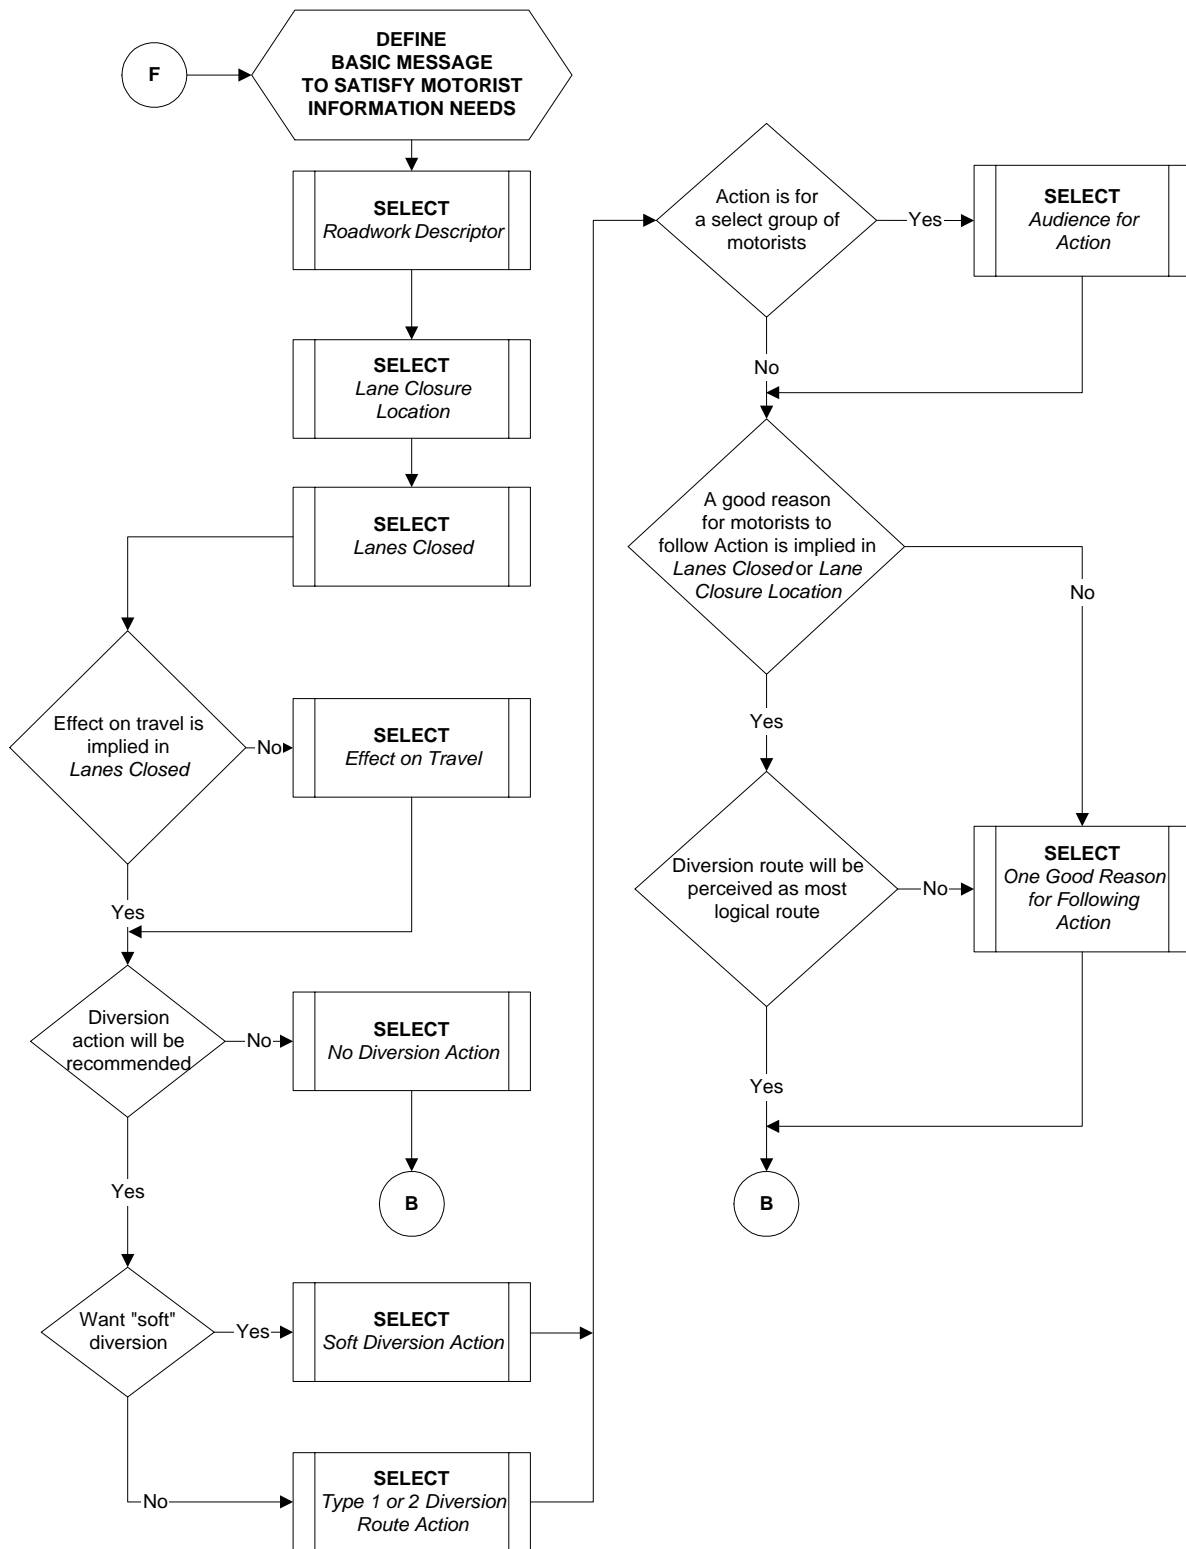 F
DEFINE
BASIC MESSAGE
TO SATISFY MOTORIST
INFORMATION NEEDS
SELECT
Roadwork Descriptor
SELECT
Lane Closure
Location
SELECT
Lanes Closed
Effect on travel is
implied in
Lanes Closed
No
SELECT
Effect on Travel
Yes
Diversion
action will be
recommended
No
SELECT
No Diversion Action
Yes
B
Want "soft"
diversion
Yes
SELECT
Soft Diversion Action
No
SELECT
Type 1 or 2 Diversion
Route Action
Action is for
a select group of
motorists
Yes
SELECT
Audience for
Action
No
A good reason
for motorists to
follow Action is implied in
Lanes Closed or Lane
Closure Location
No
Yes
Diversion route will be
perceived as most
logical route
No
SELECT
One Good Reason
for Following
Action
Yes
B